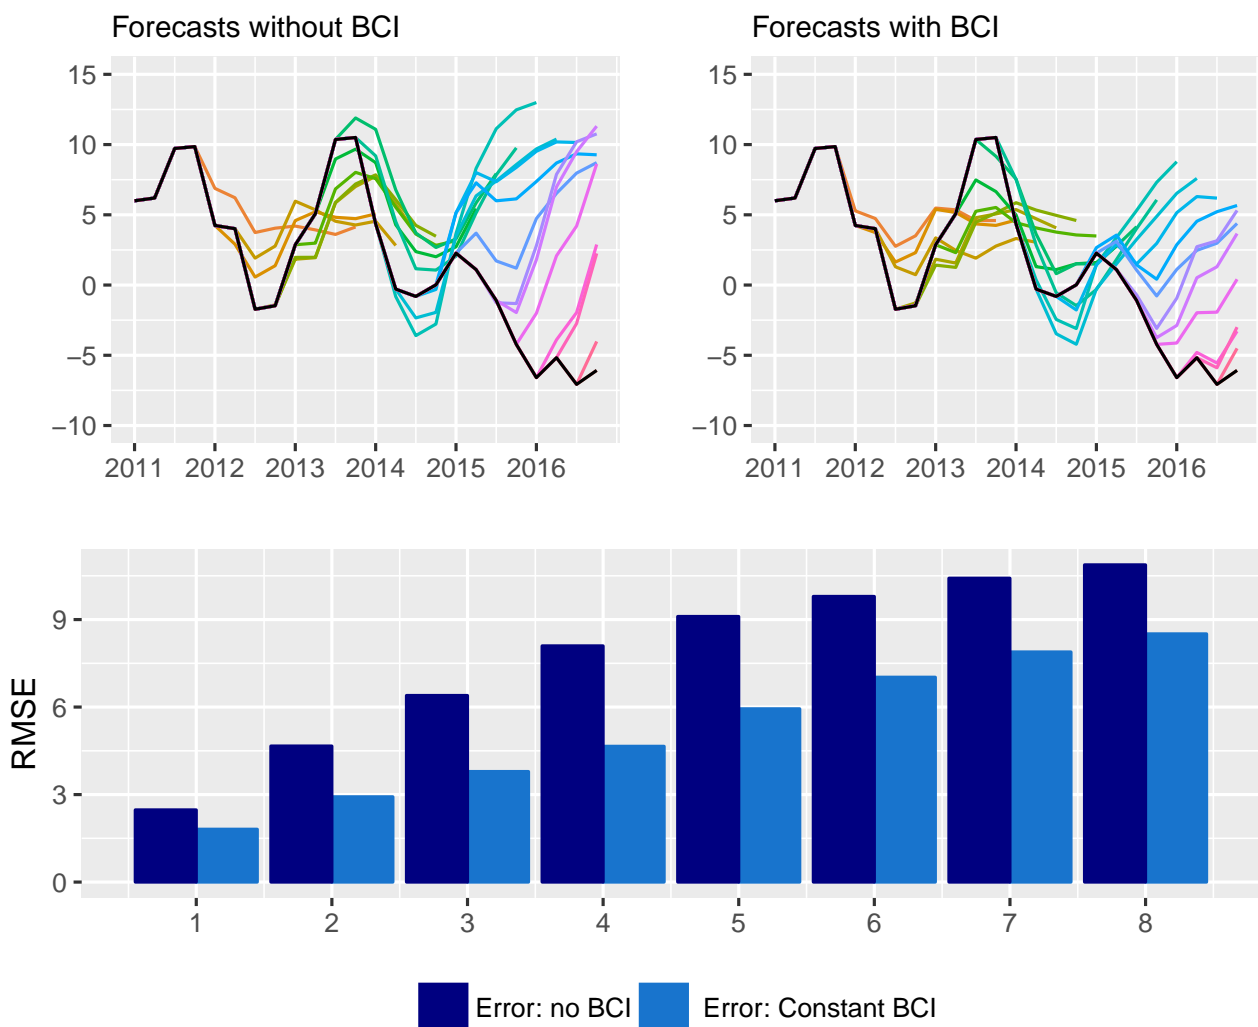 Forecasts without BCI
Forecasts with BCI
15
10
5
0
−5
−10
2011 2012 2013 2014 2015 2016
15
10
5
0
−5
−10
2011 2012 2013 2014 2015 2016
RMSE
9
6
3
0
1 2 3 4 5 6 7 8
Error: no BCI Error: Constant BCI